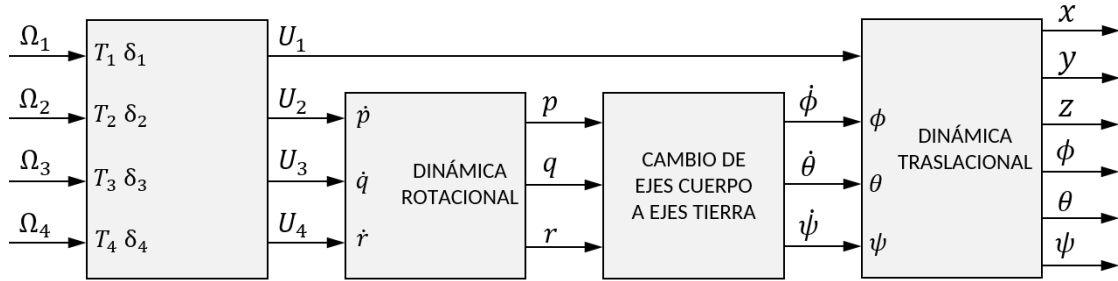 Ω₁ T₁ δ₁ U₁
Ω₂ T₂ δ₂ U₂
Ω₃ T₃ δ₃ U₃
Ω₄ T₄ δ₄ U₄
ṗ
q̇
ṙ
DINÁMICA
ROTACIONAL
p
q
r
CAMBIO DE
EJES CUERPO
A EJES TIERRA
ϕ̇
θ̇
ψ̇
ϕ
θ
ψ
DINÁMICA
TRASLACIONAL
x
y
z
ϕ
θ
ψ